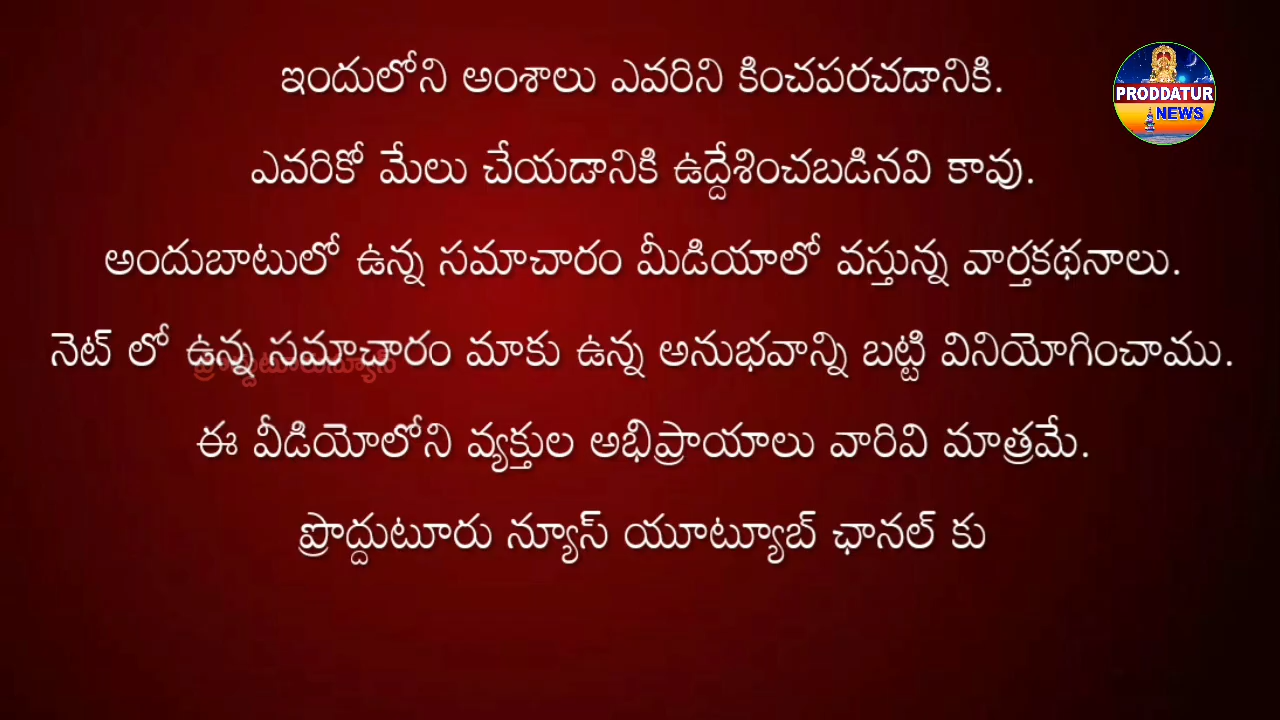 ఇందులోని అంశాలు ఎవరిని కించపరచడానికి.
PRODDATUR
NEWS
ఎవరికో మేలు చేయడానికి ఉద్దేశించబడినవి కావు.
అందుబాటులో ఉన్న సమాచారం మీడియాలో వస్తున్న వార్తకథనాలు.
నెట్ లో ఉన్న సమాచారం మాకు ఉన్న అనుభవాన్ని బట్టి వినియోగించాము.
ప్రొద్దుటూరున్యూస్
ఈ వీడియోలోని వ్యక్తుల అభిప్రాయాలు వారివి మాత్రమే.
ప్రొద్దుటూరు న్యూస్ యూట్యూబ్ ఛానల్ కు